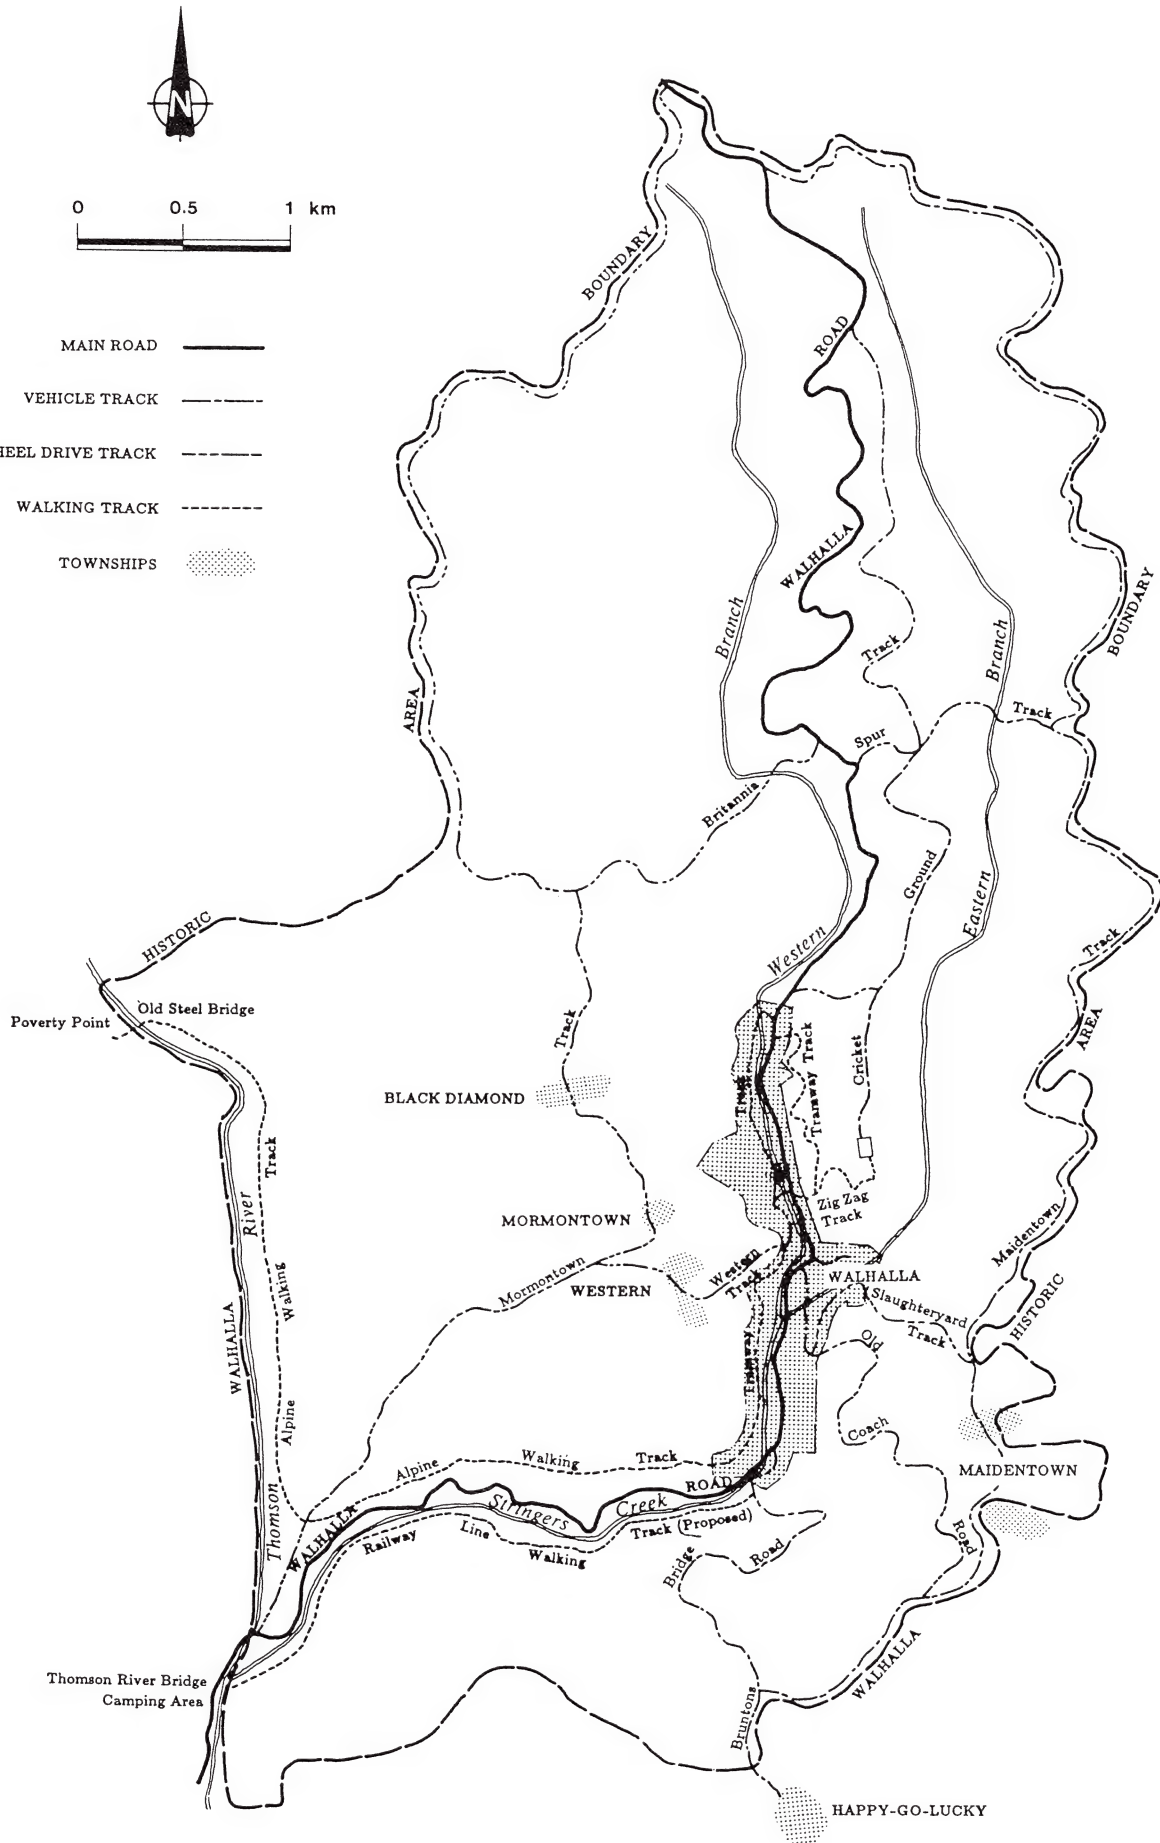 N
0 0.5 1 km
MAIN ROAD
VEHICLE TRACK
HEEL DRIVE TRACK
WALKING TRACK
TOWNSHIPS
BOUNDARY
ROAD
WALHALLA
Branch
Track
Branch
BOUNDARY
AREA
Track
Spur
Britannia
Ground
Eastern
Western
HISTORIC
Track
Old Steel Bridge
Poverty Point
AREA
Track
Track
Tramway Track
Cricket
BLACK DIAMOND
Track
River
MORMONTOWN
Zig Zag
Track
Maidentown
Western
Track
Mormontown
WESTERN
WALHALLA
Slaughteryard
Track
HISTORIC
Walking
WALHALLA
Tramway
Old
Alpine
Coach
Alpine Walking Track
MAIDENTOWN
ROAD
Thomson
WALHALLA
Stringers Creek
Railway Line Walking Track (Proposed)
Road
Bridge Road
WALHALLA
Thomson River Bridge
Camping Area
Bruntons
HAPPY-GO-LUCKY